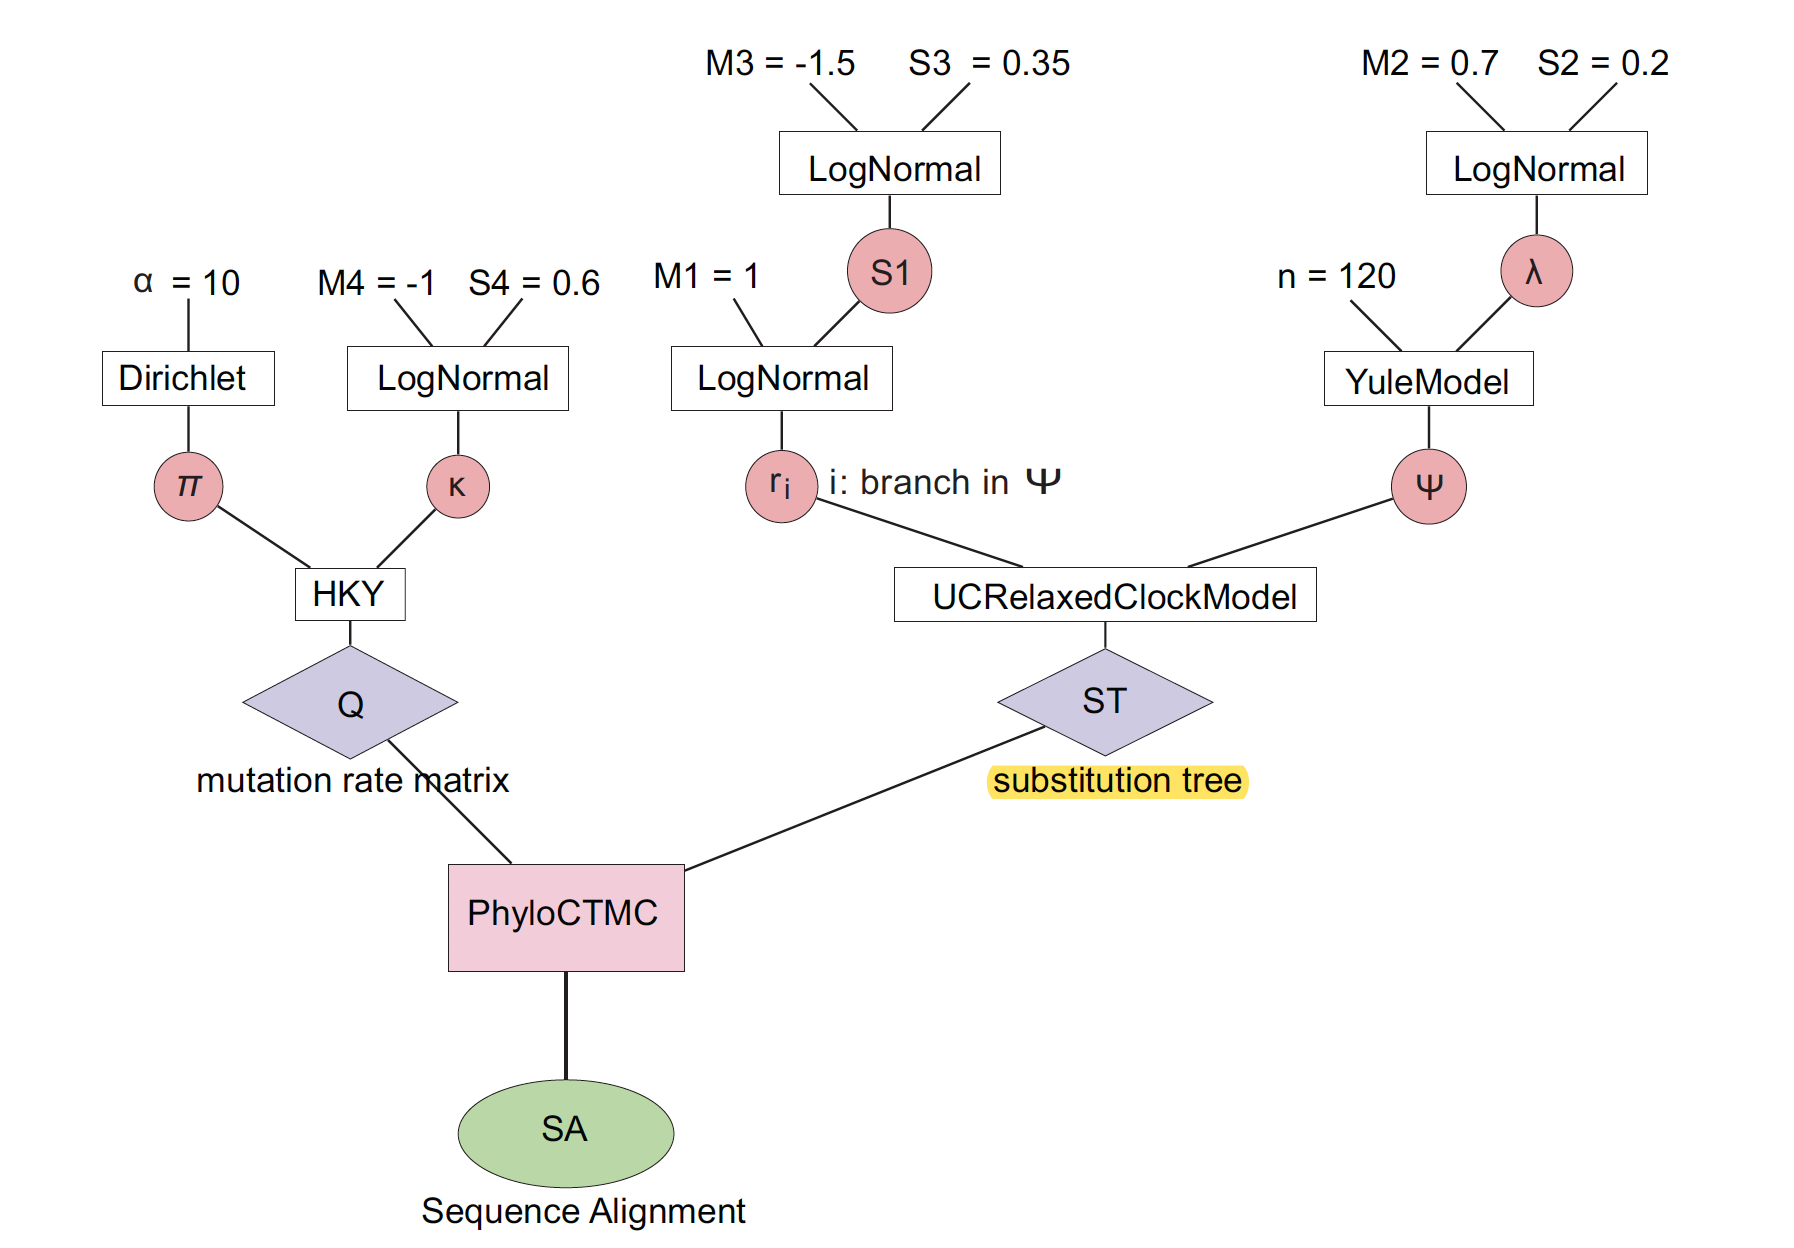 M3 = -1.5 S3 = 0.35 M2 = 0.7 S2 = 0.2
LogNormal LogNormal
S1 λ
α = 10 M4 = -1 S4 = 0.6 M1 = 1 n = 120
Dirichlet LogNormal LogNormal YuleModel
π κ ri i: branch in Ψ Ψ
HKY UCRelaxedClockModel
Q ST
mutation rate matrix substitution tree
PhyloCTMC
SA
Sequence Alignment